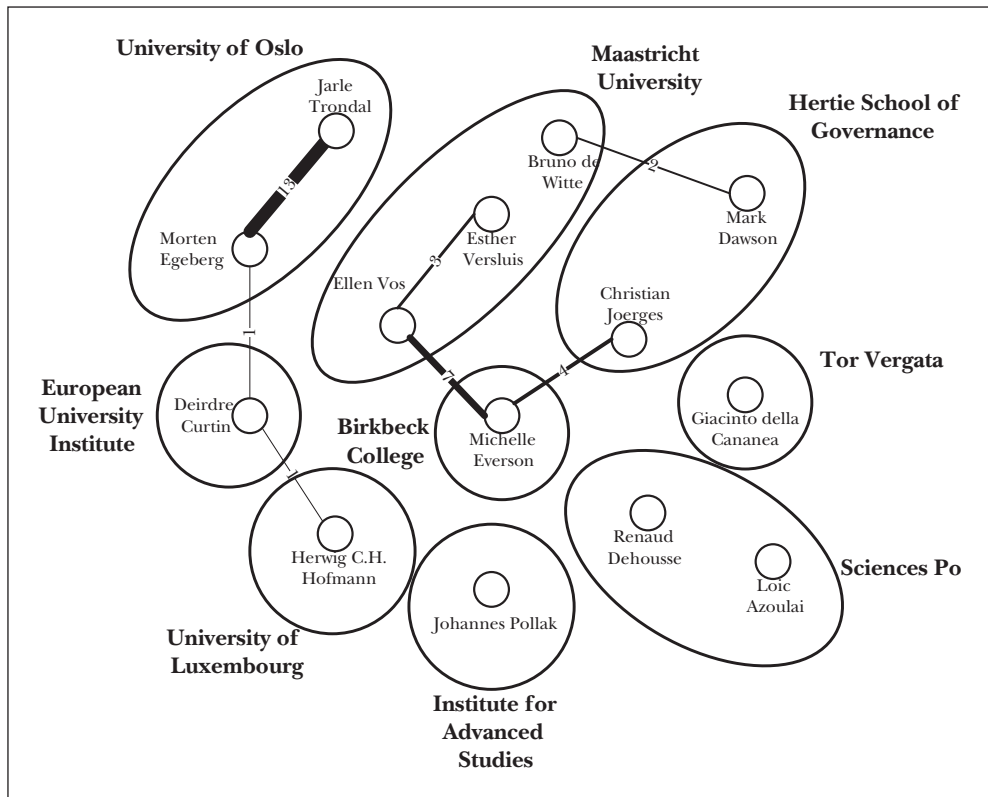 University of Oslo
Jarle
Trondal
13
Morten
Egeberg
1
Maastricht
University
Bruno de
Witte
2
Esther
Versluis
3
Ellen Vos
7
Hertie School of
Governance
Mark
Dawson
Christian
Joerges
4
European
University
Institute
Deirdre
Curtin
1
Birkbeck
College
Michelle
Everson
Tor Vergata
Giacinto della
Cananea
Herwig C.H.
Hofmann
University of
Luxembourg
Johannes Pollak
Institute for
Advanced
Studies
Renaud
Dehousse
Loic
Azoulai
Sciences Po